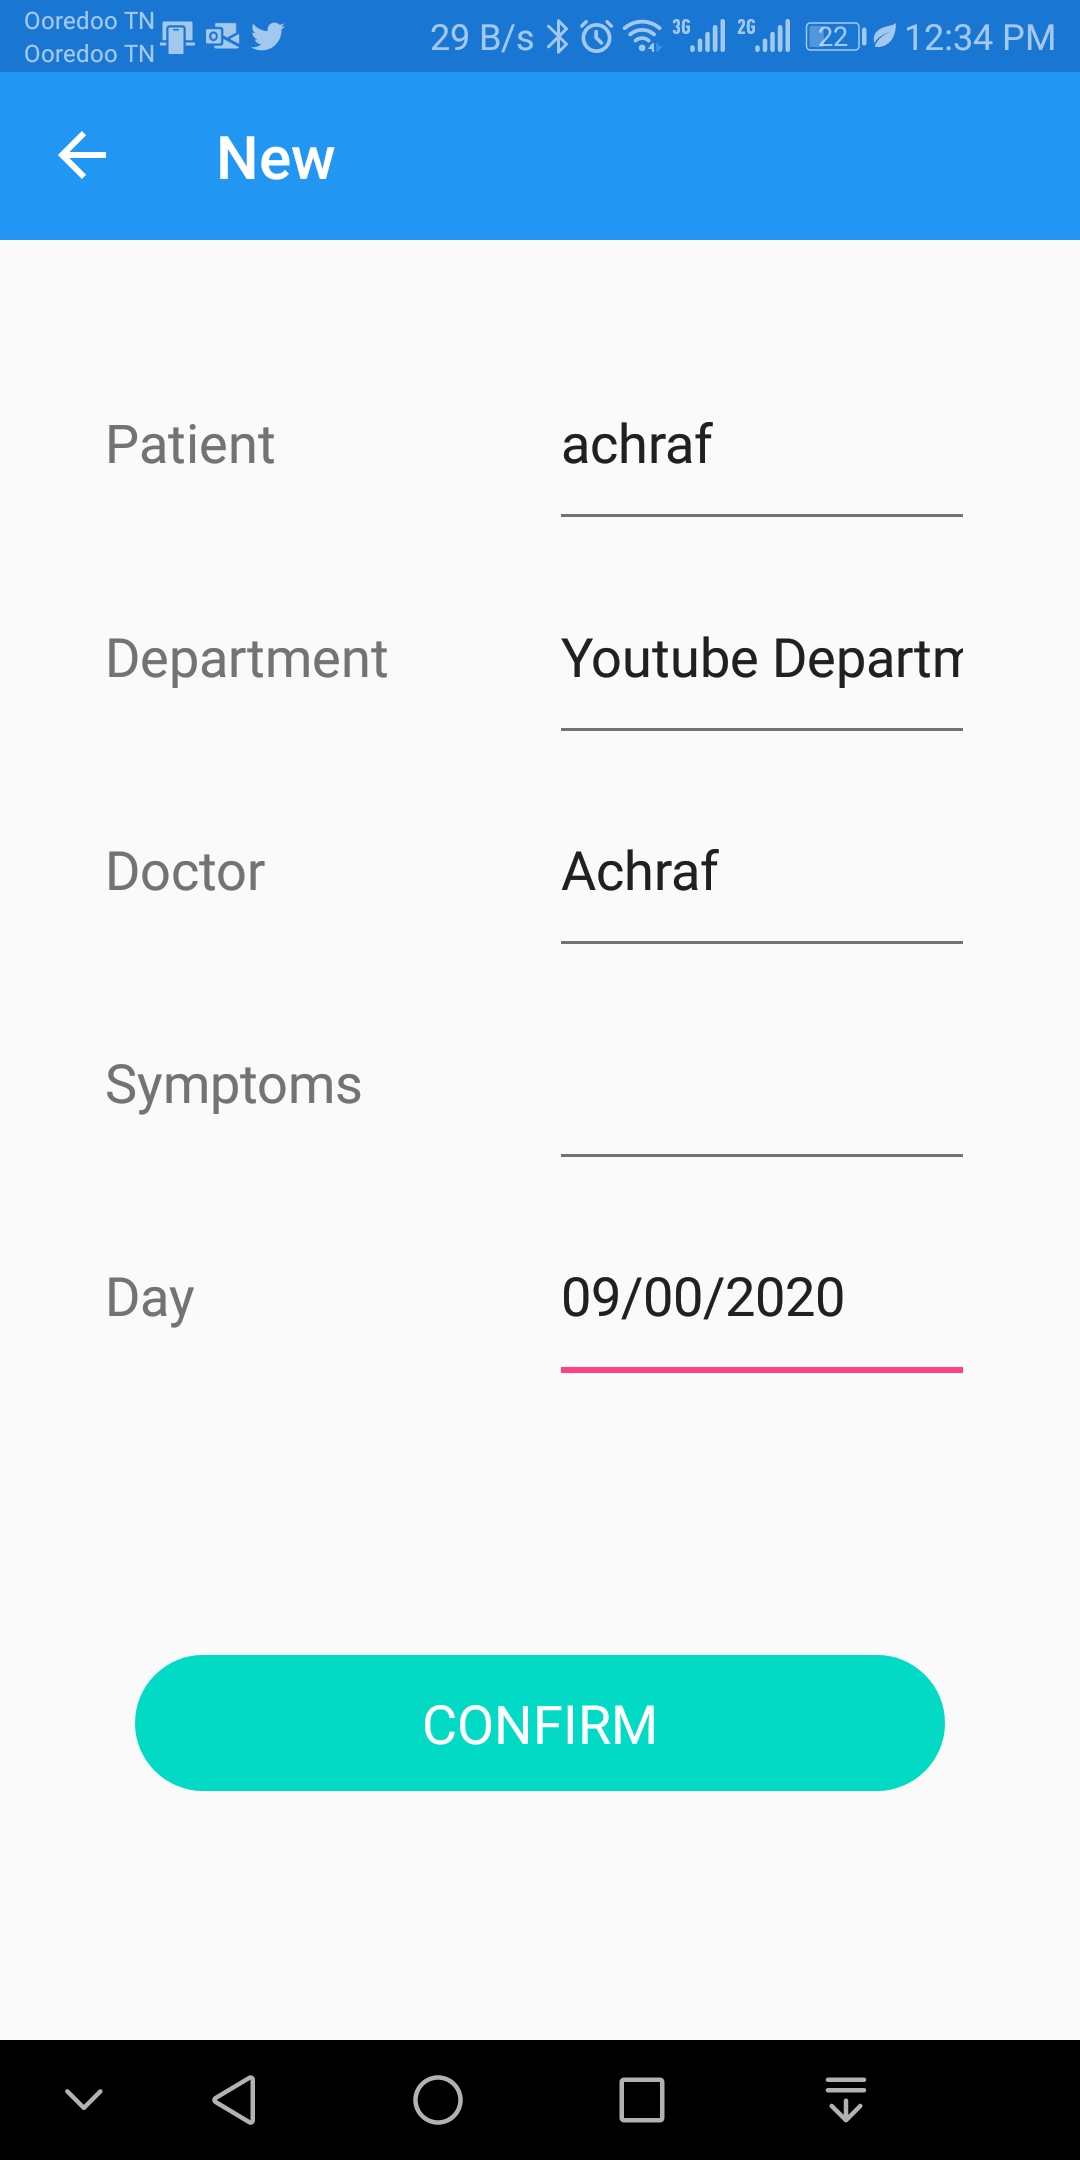 Ooredoo TN
Ooredoo TN
29 B/s 3G 2G 22 12:34 PM
New
Patient achraf
Department Youtube Departm
Doctor Achraf
Symptoms
Day 09/00/2020
CONFIRM